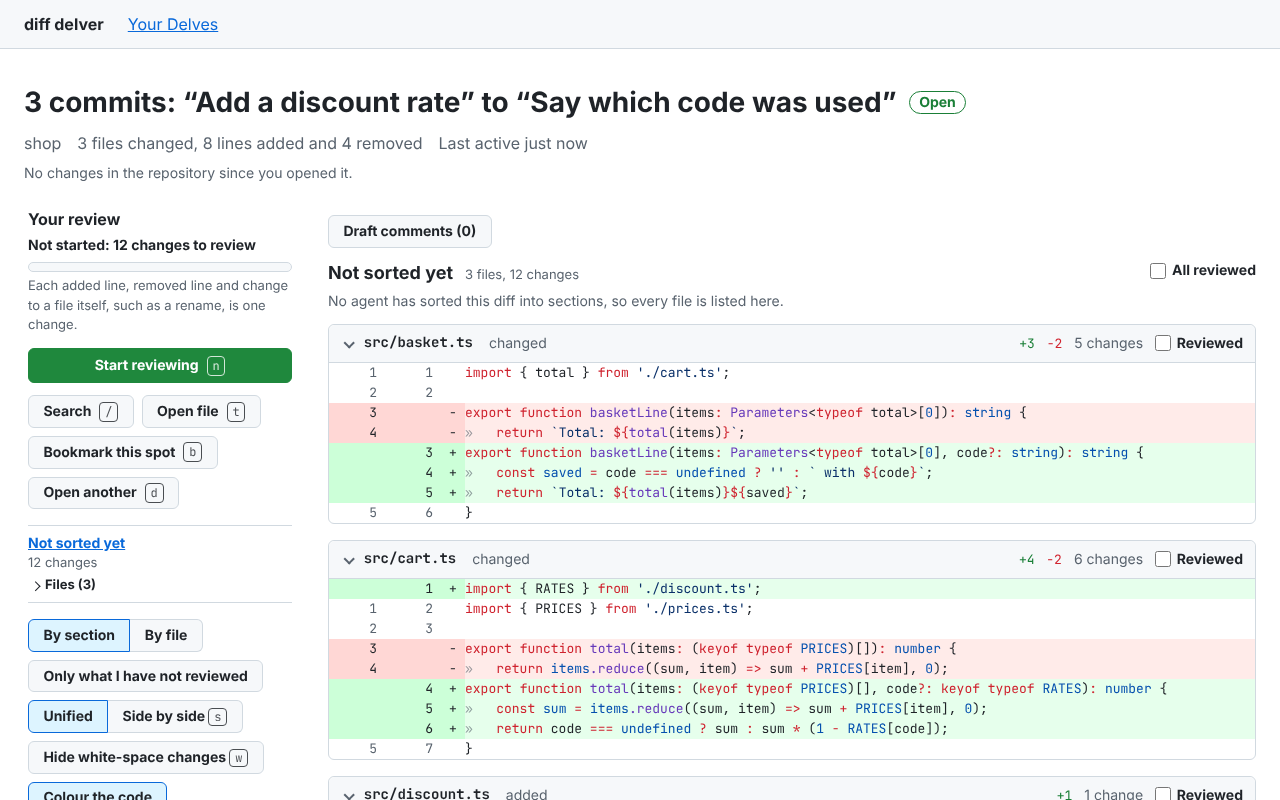 diff delver Your Delves
3 commits: “Add a discount rate” to “Say which code was used” Open
shop 3 files changed, 8 lines added and 4 removed Last active just now
No changes in the repository since you opened it.
Your review
Not started: 12 changes to review
Each added line, removed line and change
to a file itself, such as a rename, is one
change.
Start reviewing n
Search / Open file t
Bookmark this spot b
Open another d
Not sorted yet
12 changes
Files (3)
By section By file
Only what I have not reviewed
Unified Side by side s
Hide white-space changes w
Colour the code
Draft comments (0)
Not sorted yet 3 files, 12 changes All reviewed
No agent has sorted this diff into sections, so every file is listed here.
src/basket.ts changed +3 -2 5 changes Reviewed
1 1 import { total } from './cart.ts';
2 2
3 - export function basketLine(items: Parameters<typeof total>[0]): string {
4 - » return `Total: ${total(items)}`;
3 + export function basketLine(items: Parameters<typeof total>[0], code?: string): string {
4 + » const saved = code === undefined ? '' : ` with ${code}`;
5 + » return `Total: ${total(items)}${saved}`;
5 6 }
src/cart.ts changed +4 -2 6 changes Reviewed
1 + import { RATES } from './discount.ts';
1 2 import { PRICES } from './prices.ts';
2 3
3 - export function total(items: (keyof typeof PRICES)[]): number {
4 - » return items.reduce((sum, item) => sum + PRICES[item], 0);
4 + export function total(items: (keyof typeof PRICES)[], code?: keyof typeof RATES): number {
5 + » const sum = items.reduce((sum, item) => sum + PRICES[item], 0);
6 + » return code === undefined ? sum : sum * (1 - RATES[code]);
5 7 }
src/discount.ts added +1 1 change Reviewed